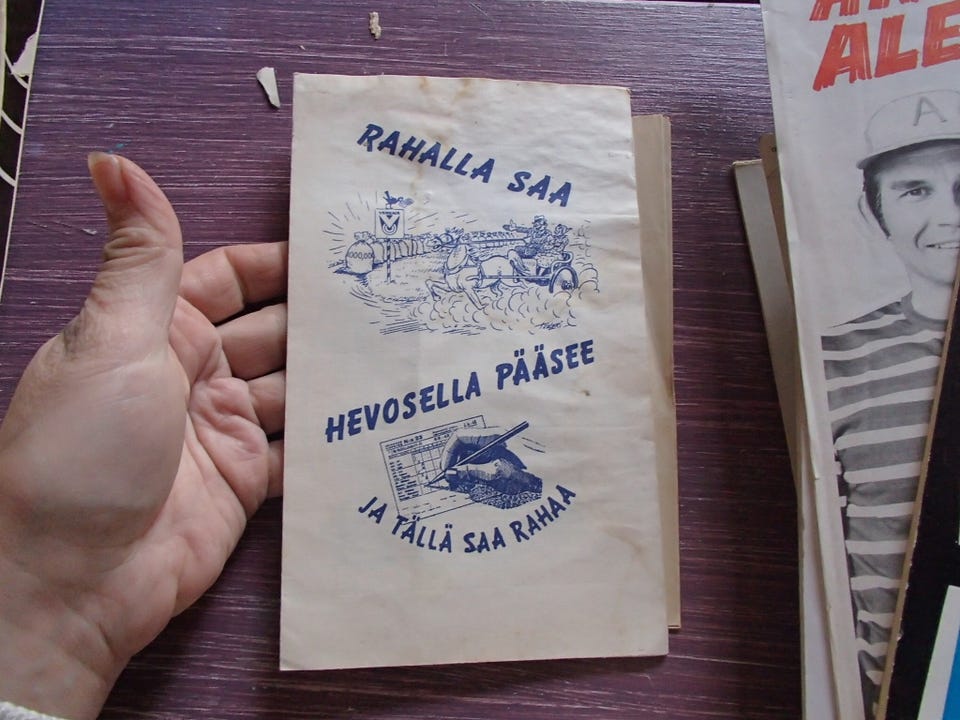 RAHALLA SAA
HEVOSELLA PÄÄSEE
JA TÄLLÄ SAA RAHAA
ALE
A